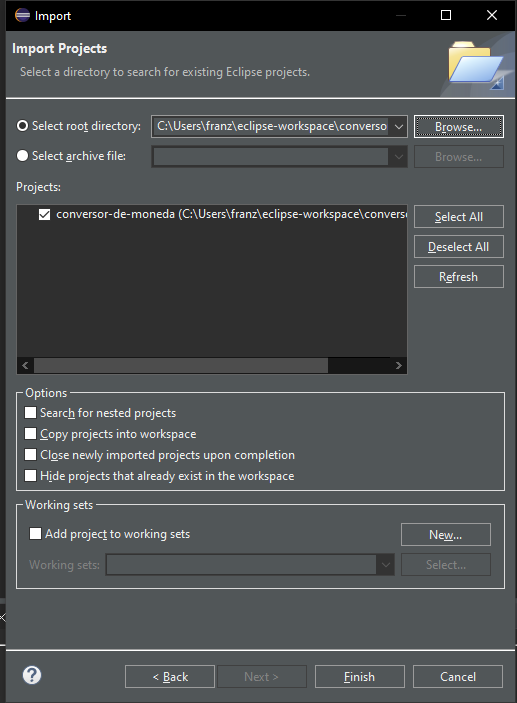 Import
Import Projects
Select a directory to search for existing Eclipse projects.
Select root directory: C:\Users\franz\eclipse-workspace\converso Browse...
Select archive file: Browse...
Projects:
conversor-de-moneda (C:\Users\franz\eclipse-workspace\converso
Select All
Deselect All
Refresh
Options
Search for nested projects
Copy projects into workspace
Close newly imported projects upon completion
Hide projects that already exist in the workspace
Working sets
Add project to working sets New...
Working sets: Select...
? < Back Next > Finish Cancel